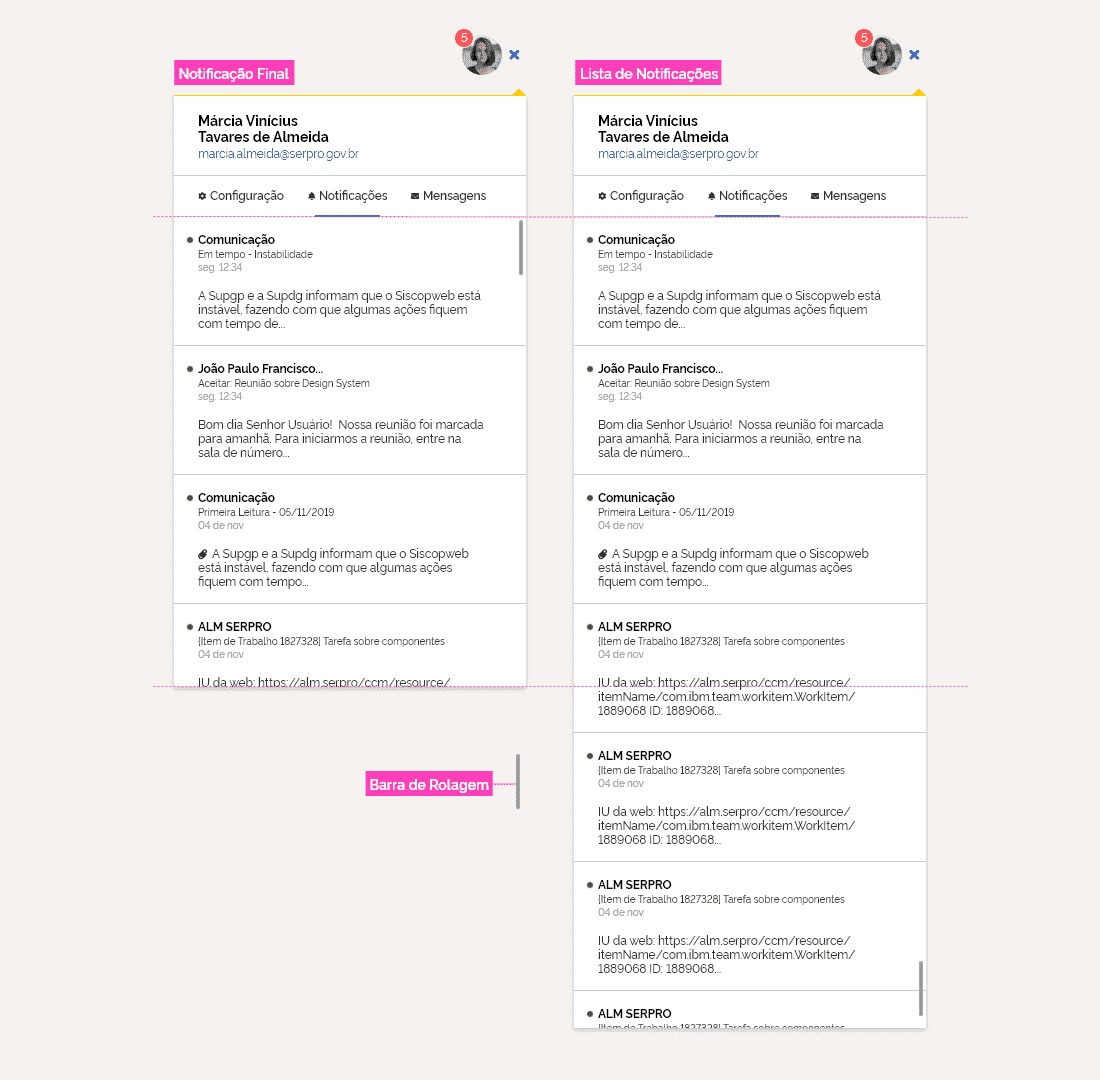 5
Notificação Final
Márcia Vinícius
Tavares de Almeida
marcia.almeida@serpro.gov.br
Configuração Notificações Mensagens
Comunicação
Em tempo - Instabilidade
seg. 12:34
A Supgp e a Supdg informam que o Siscopweb está
instável, fazendo com que algumas ações fiquem
com tempo de...
João Paulo Francisco...
Aceitar: Reunião sobre Design System
seg. 12:34
Bom dia Senhor Usuário! Nossa reunião foi marcada
para amanhã. Para iniciarmos a reunião, entre na
sala de número...
Comunicação
Primeira Leitura - 05/11/2019
04 de nov
A Supgp e a Supdg informam que o Siscopweb
está instável, fazendo com que algumas ações
fiquem com tempo...
ALM SERPRO
[Item de Trabalho 1827328] Tarefa sobre componentes
04 de nov
IU da web: https://alm.serpro/ccm/resource/
Barra de Rolagem
5
Lista de Notificações
Márcia Vinícius
Tavares de Almeida
marcia.almeida@serpro.gov.br
Configuração Notificações Mensagens
Comunicação
Em tempo - Instabilidade
seg. 12:34
A Supgp e a Supdg informam que o Siscopweb está
instável, fazendo com que algumas ações fiquem
com tempo de...
João Paulo Francisco...
Aceitar: Reunião sobre Design System
seg. 12:34
Bom dia Senhor Usuário! Nossa reunião foi marcada
para amanhã. Para iniciarmos a reunião, entre na
sala de número...
Comunicação
Primeira Leitura - 05/11/2019
04 de nov
A Supgp e a Supdg informam que o Siscopweb
está instável, fazendo com que algumas ações
fiquem com tempo...
ALM SERPRO
[Item de Trabalho 1827328] Tarefa sobre componentes
04 de nov
IU da web: https://alm.serpro/ccm/resource/
itemName/com.ibm.team.workitem.WorkItem/
1889068 ID: 1889068...
ALM SERPRO
[Item de Trabalho 1827328] Tarefa sobre componentes
04 de nov
IU da web: https://alm.serpro/ccm/resource/
itemName/com.ibm.team.workitem.WorkItem/
1889068 ID: 1889068...
ALM SERPRO
[Item de Trabalho 1827328] Tarefa sobre componentes
04 de nov
IU da web: https://alm.serpro/ccm/resource/
itemName/com.ibm.team.workitem.WorkItem/
1889068 ID: 1889068...
ALM SERPRO
[Item de Trabalho 1827328] Tarefa sobre componentes